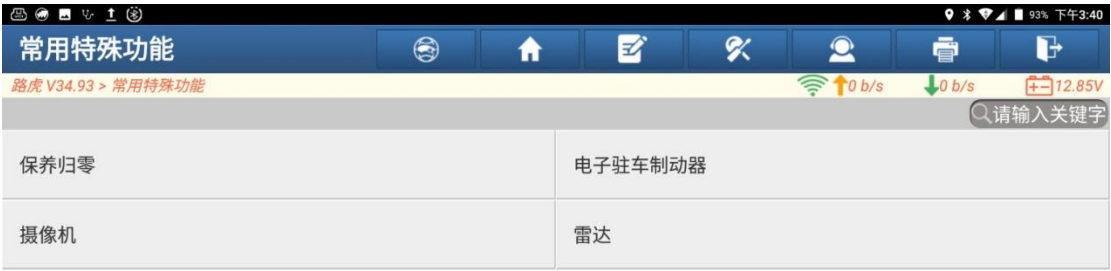 93% 下午3:40
常用特殊功能
路虎 V34.93 > 常用特殊功能 0 b/s 0 b/s 12.85V
请输入关键字
保养归零 电子驻车制动器
摄像机 雷达